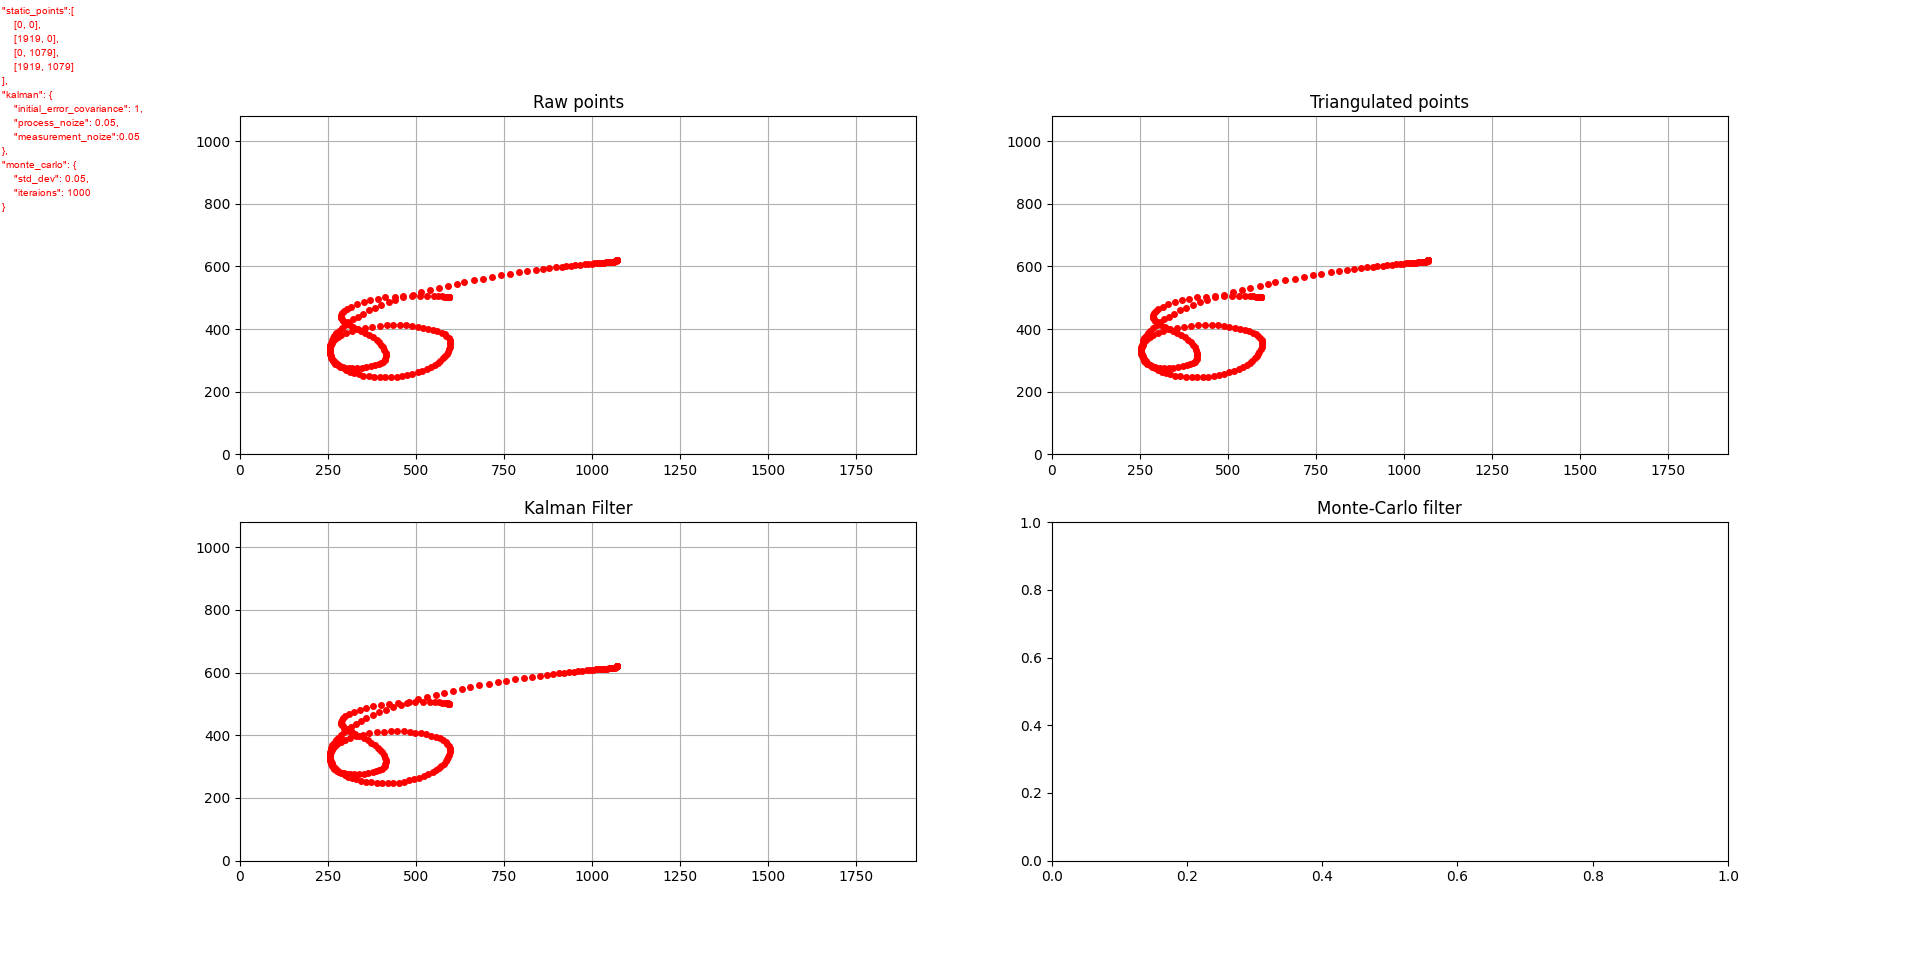 "static_points":[
[0, 0],
[1919, 0],
[0, 1079],
[1919, 1079]
],
"kalman": {
"initial_error_covariance": 1,
"process_noize": 0.05,
"measurement_noize":0.05
},
"monte_carlo": {
"std_dev": 0.05,
"iteraions": 1000
}
Raw points
1000
800
600
400
200
0
0 250 500 750 1000 1250 1500 1750
Triangulated points
1000
800
600
400
200
0
0 250 500 750 1000 1250 1500 1750
Kalman Filter
1000
800
600
400
200
0
0 250 500 750 1000 1250 1500 1750
Monte-Carlo filter
1.0
0.8
0.6
0.4
0.2
0.0
0.0 0.2 0.4 0.6 0.8 1.0